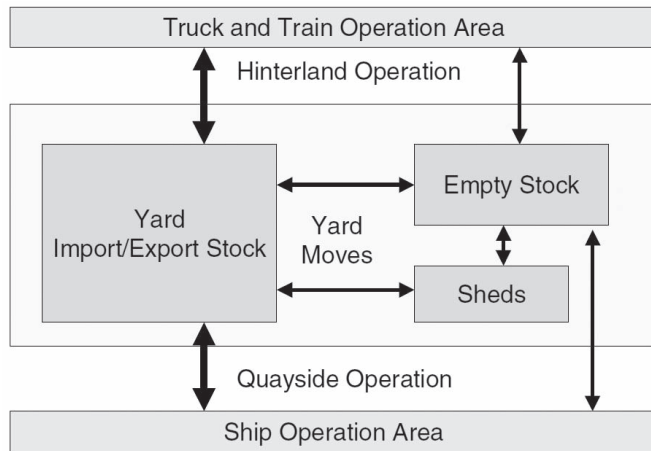 Truck and Train Operation Area
Hinterland Operation
Yard
Import/Export Stock
Yard
Moves
Empty Stock
Sheds
Quayside Operation
Ship Operation Area